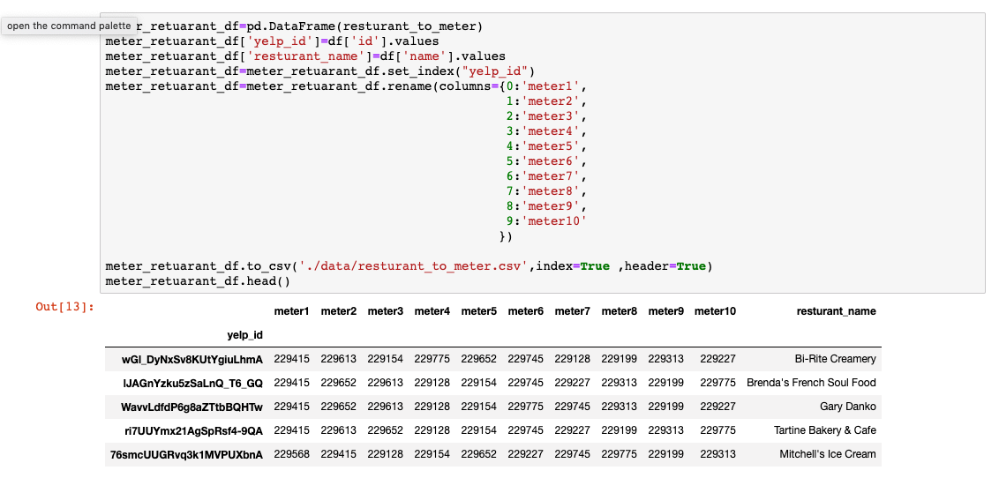 open the command palette
er_retuarant_df=pd.DataFrame(resturant_to_meter)
meter_retuarant_df['yelp_id']=df['id'].values
meter_retuarant_df['resturant_name']=df['name'].values
meter_retuarant_df=meter_retuarant_df.set_index("yelp_id")
meter_retuarant_df=meter_retuarant_df.rename(columns={0:'meter1',
1:'meter2',
2:'meter3',
3:'meter4',
4:'meter5',
5:'meter6',
6:'meter7',
7:'meter8',
8:'meter9',
9:'meter10'
})
meter_retuarant_df.to_csv('./data/resturant_to_meter.csv',index=True ,header=True)
meter_retuarant_df.head()
Out[13]:
meter1 meter2 meter3 meter4 meter5 meter6 meter7 meter8 meter9 meter10 resturant_name
yelp_id
wGl_DyNxSv8KUtYgiuLhmA 229415 229613 229154 229775 229652 229745 229128 229199 229313 229227 Bi-Rite Creamery
lJAGnYzku5zSaLnQ_T6_GQ 229415 229652 229613 229128 229154 229745 229227 229313 229199 229775 Brenda's French Soul Food
WavvLdfdP6g8aZTtbBQHTw 229415 229652 229613 229128 229154 229775 229745 229313 229199 229227 Gary Danko
ri7UUYmx21AgSpRsf4-9QA 229415 229613 229652 229128 229154 229745 229227 229199 229313 229775 Tartine Bakery & Cafe
76smcUUGRvq3k1MVPUXbnA 229568 229415 229128 229154 229652 229227 229745 229775 229199 229313 Mitchell's Ice Cream